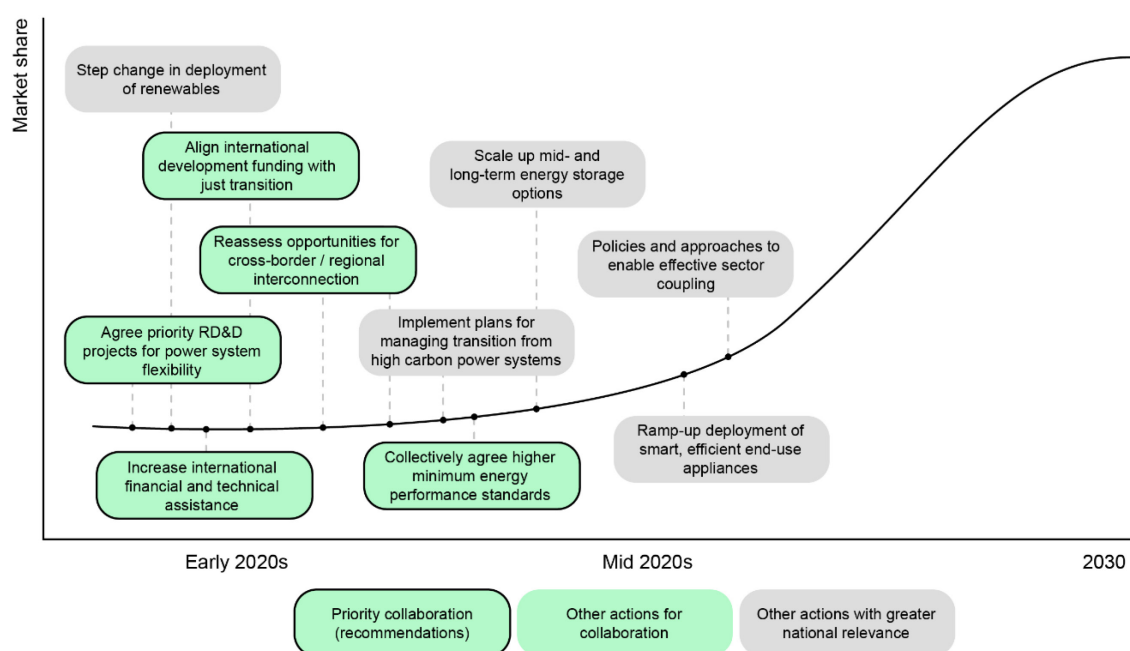 Market share
Step change in deployment
of renewables
Align international
development funding with
just transition
Scale up mid- and
long-term energy storage
options
Reassess opportunities for
cross-border / regional
interconnection
Policies and approaches to
enable effective sector
coupling
Agree priority RD&D
projects for power system
flexibility
Implement plans for
managing transition from
high carbon power systems
Increase international
financial and technical
assistance
Collectively agree higher
minimum energy
performance standards
Ramp-up deployment of
smart, efficient end-use
appliances
Early 2020s
Mid 2020s
2030
Priority collaboration
(recommendations)
Other actions for
collaboration
Other actions with greater
national relevance